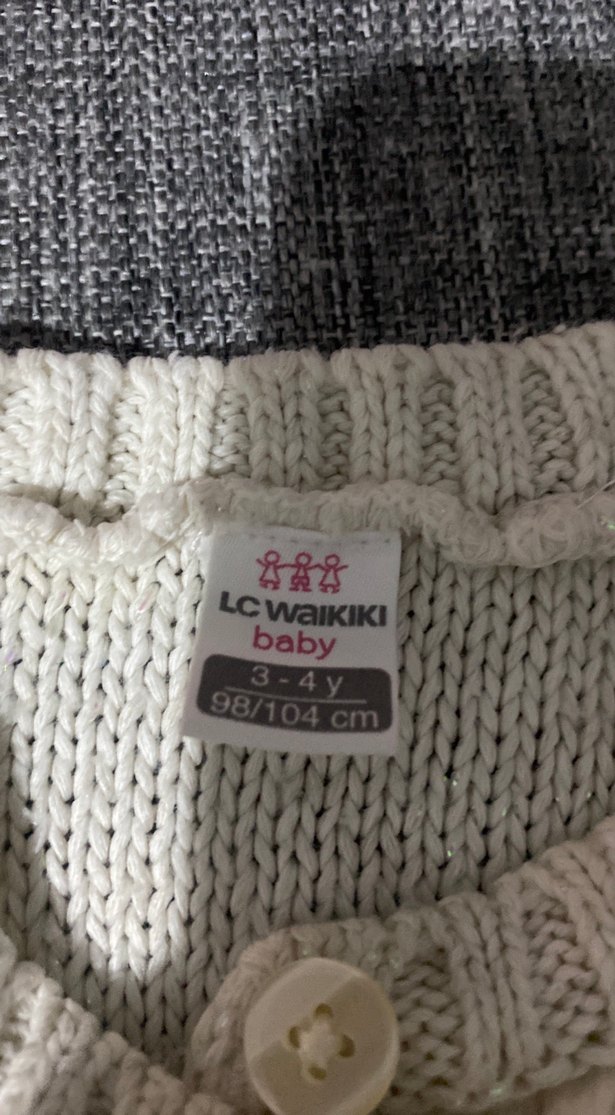 LC WAIKIKI
baby
3 - 4 y
98/104 cm